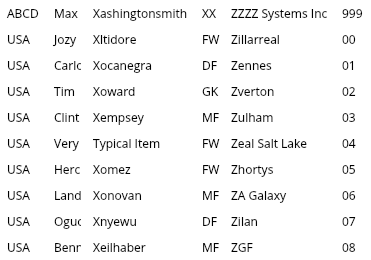 ABCD Max Xashingtonsmith XX ZZZZ Systems Inc 999
USA Jozy Xltidore FW Zillarreal 00
USA Carlc Xocanegra DF Zennes 01
USA Tim Xoward GK Zverton 02
USA Clint Xempsey MF Zulham 03
USA Very Typical Item FW Zeal Salt Lake 04
USA Herc Xomez FW Zhortys 05
USA Land Xonovan MF ZA Galaxy 06
USA Oguc Xnyewu DF Zilan 07
USA Benn Xeilhaber MF ZGF 08